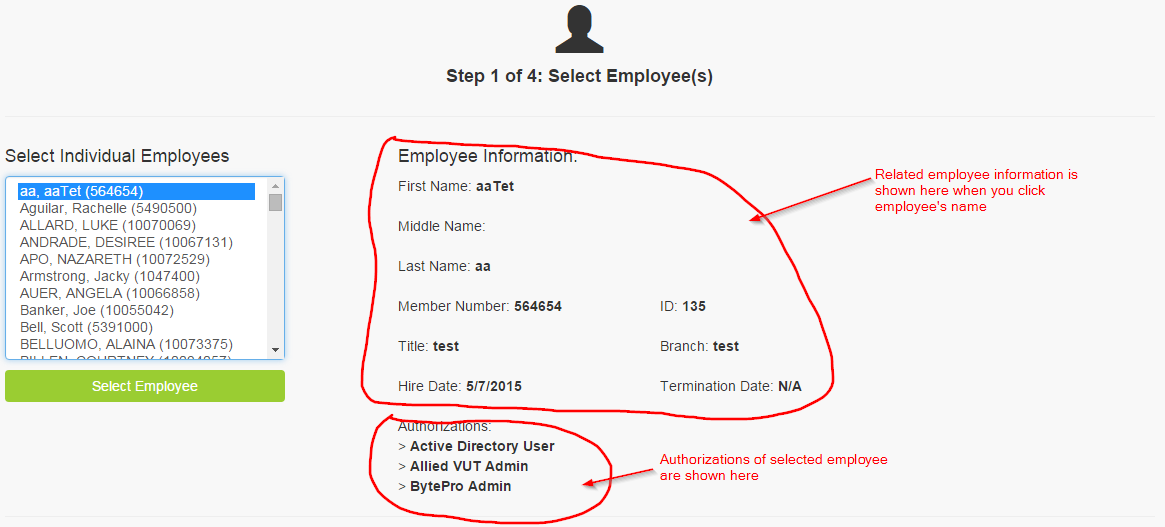 Step 1 of 4: Select Employee(s)
Select Individual Employees
aa, aaTet (564654)
Aguilar, Rachelle (5490500)
ALLARD, LUKE (10070069)
ANDRADE, DESIREE (10067131)
APO, NAZARETH (10072529)
Armstrong, Jacky (1047400)
AUER, ANGELA (10066858)
Banker, Joe (10055042)
Bell, Scott (5391000)
BELLUOMO, ALAINA (10073375)
Select Employee
Employee Information:
First Name: aaTet
Middle Name:
Last Name: aa
Member Number: 564654 ID: 135
Title: test Branch: test
Hire Date: 5/7/2015 Termination Date: N/A
Authorizations:
> Active Directory User
> Allied VUT Admin
> BytePro Admin
Related employee information is
shown here when you click
employee's name
Authorizations of selected employee
are shown here